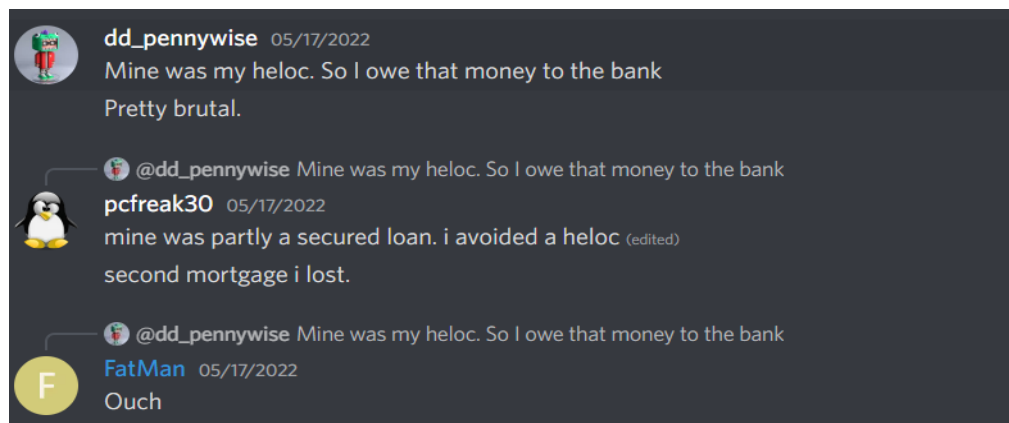 dd_pennywise 05/17/2022
Mine was my heloc. So I owe that money to the bank
Pretty brutal.
@dd_pennywise Mine was my heloc. So I owe that money to the bank
pcfreak30 05/17/2022
mine was partly a secured loan. i avoided a heloc (edited)
second mortgage i lost.
@dd_pennywise Mine was my heloc. So I owe that money to the bank
F
FatMan 05/17/2022
Ouch